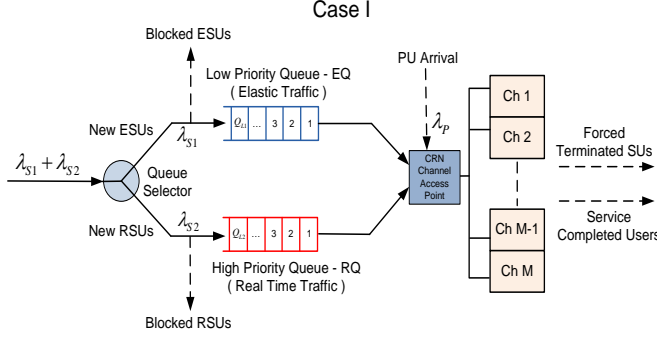 Case I
Blocked ESUs
PU Arrival
Low Priority Queue - EQ
( Elastic Traffic )
λP
Ch 1
New ESUs
λS1
QL1 ... 3 2 1
Ch 2
λS1 + λS2
Queue
Selector
CRN
Channel
Access
Point
Forced
Terminated SUs
New RSUs
λS2
QL2 ... 3 2 1
Service
Completed Users
Ch M-1
High Priority Queue - RQ
( Real Time Traffic )
Ch M
Blocked RSUs